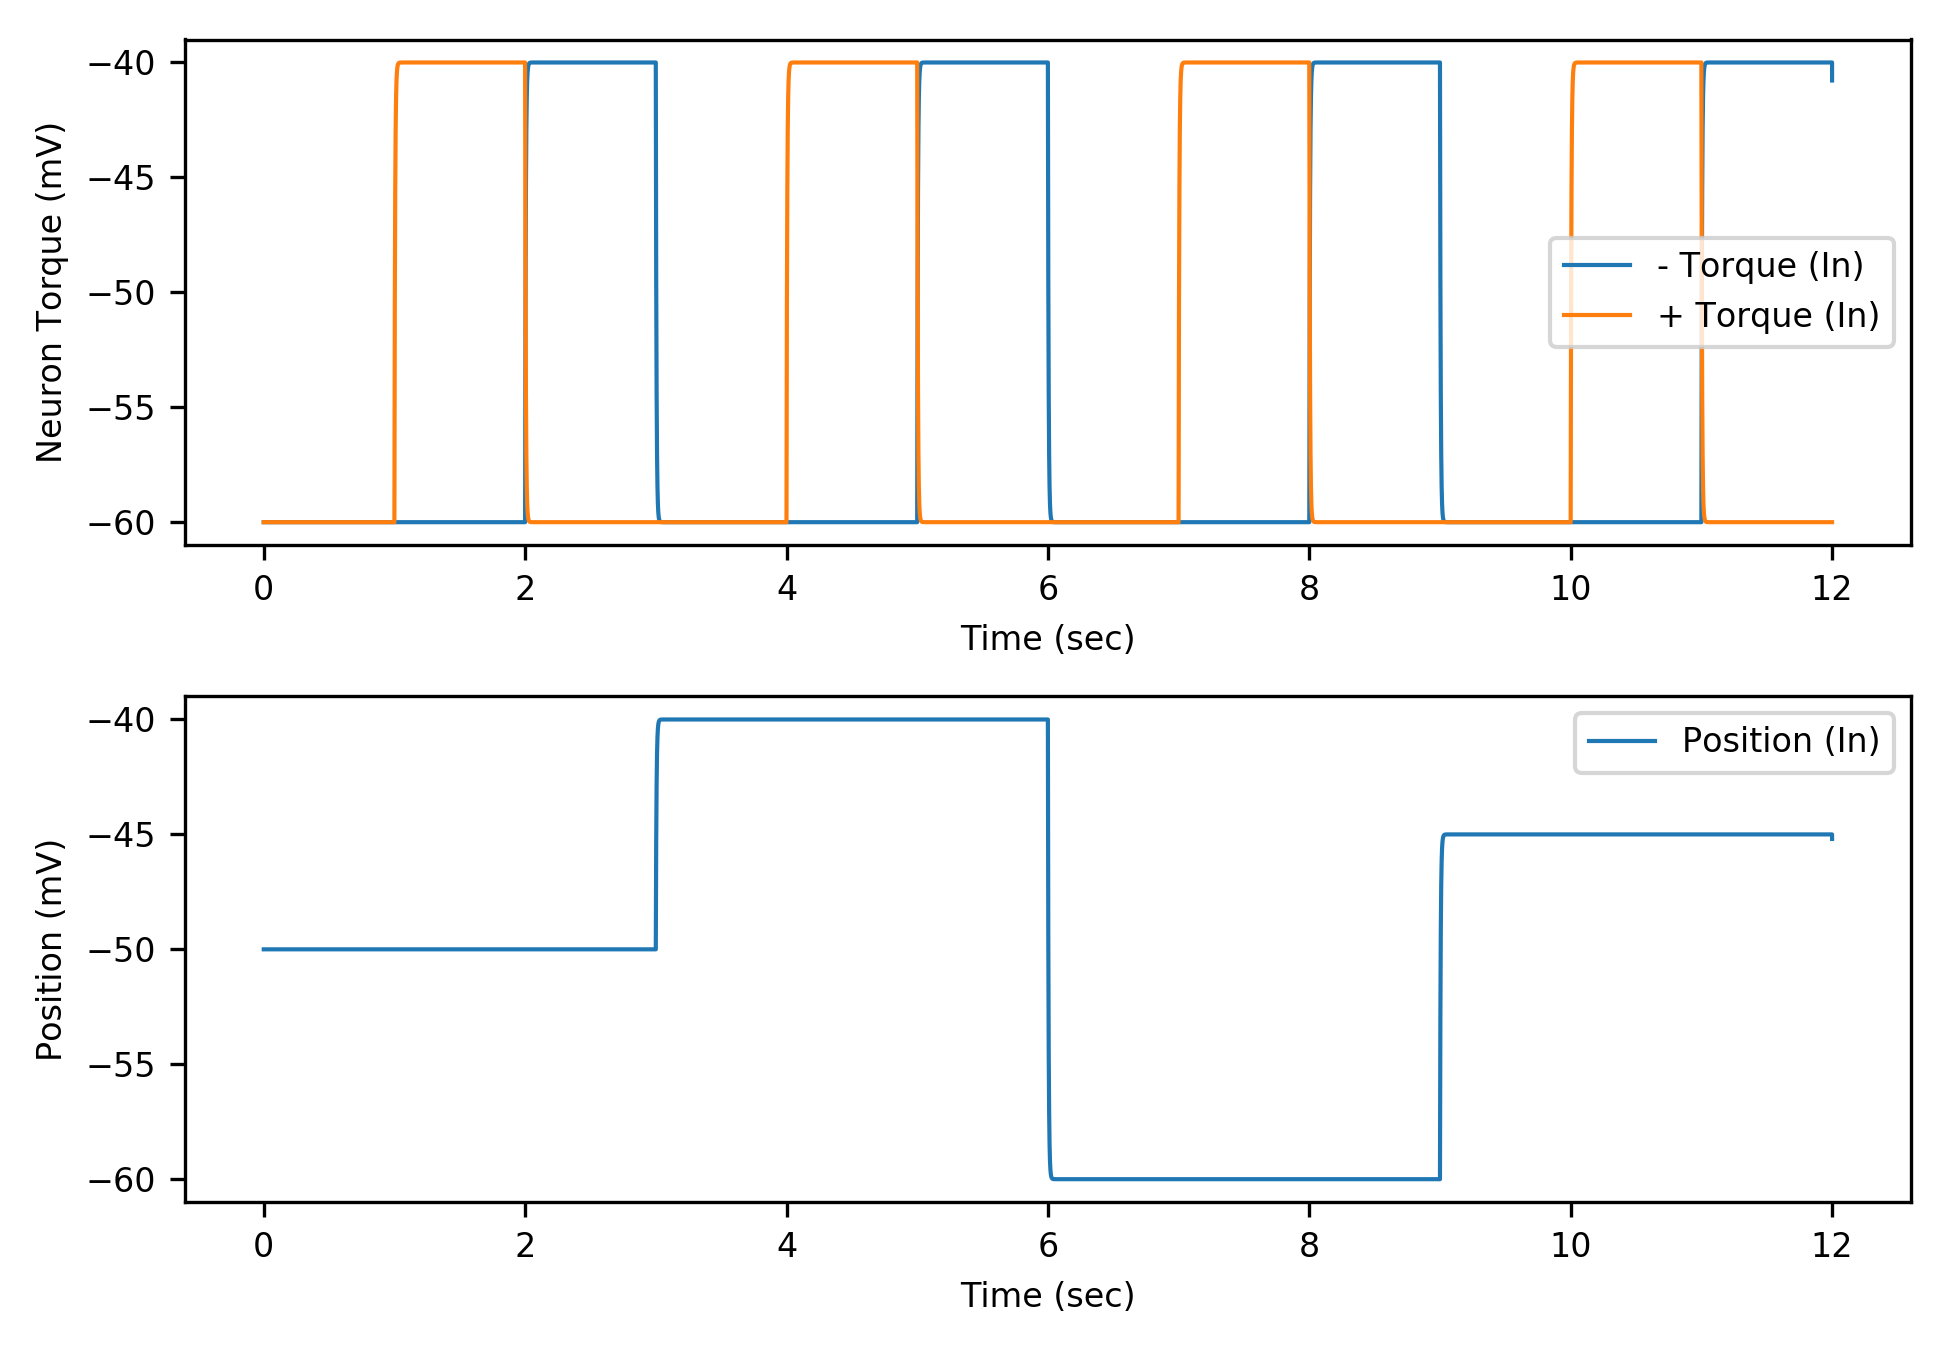 −40
−45
−50
−55
−60
Neuron Torque (mV)
- Torque (In)
+ Torque (In)
0 2 4 6 8 10 12
Time (sec)
−40
−45
−50
−55
−60
Position (mV)
Position (In)
0 2 4 6 8 10 12
Time (sec)